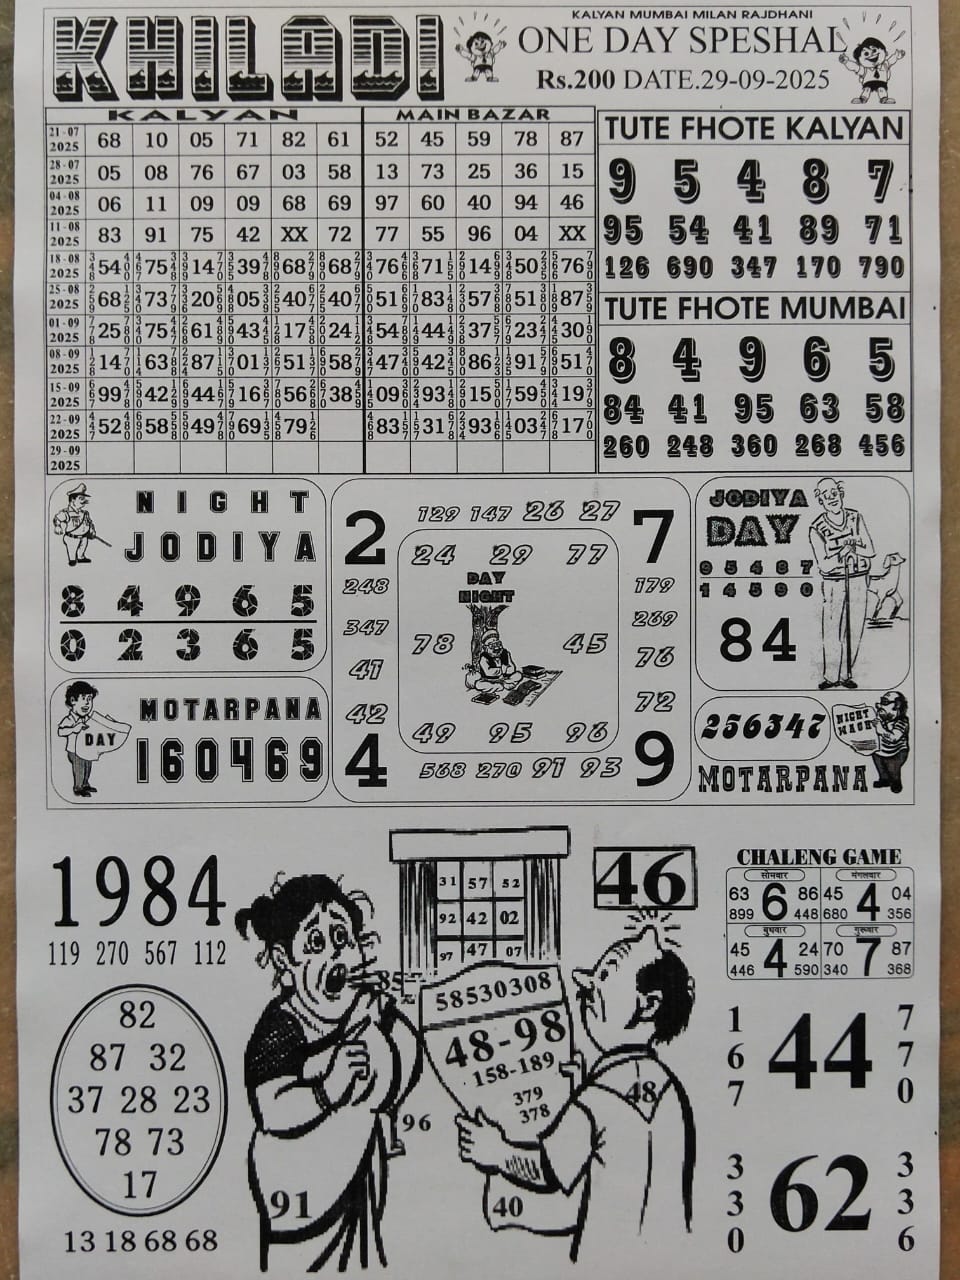 KALYAN MUMBAI MILAN RAJDHANI
KHILADI
ONE DAY SPESHAL
Rs.200 DATE.29-09-2025
KALYAN MAIN BAZAR
21-07 2025 68 10 05 71 82 61 52 45 59 78 87
28-07 2025 05 08 76 67 03 58 13 73 25 36 15
04-08 2025 06 11 09 09 68 69 97 60 40 94 46
11-08 2025 83 91 75 42 XX 72 77 55 96 04 XX
18-08 2025 54 75 14 39 68 68 76 71 14 50 76
25-08 2025 68 73 20 05 40 40 51 83 57 51 87
01-09 2025 25 75 61 43 17 24 54 44 37 23 30
08-09 2025 14 63 87 01 51 58 47 42 86 91 51
15-09 2025 99 42 44 16 56 38 09 93 15 59 19
22-09 2025 52 58 49 69 79 83 31 93 03 17
29-09 2025
TUTE FHOTE KALYAN
9 5 4 8 7
95 54 41 89 71
126 690 347 170 790
TUTE FHOTE MUMBAI
8 4 9 6 5
84 41 95 63 58
260 248 360 268 456
NIGHT
JODIYA
8 4 9 6 5
0 2 3 6 5
DAY
MOTARPANA
160469
2 129 147 26 27 7
24 29 77
248 DAY NIGHT 179
347 78 45 269
41 76
42 72
49 95 96
4 568 270 91 93 9
JODIYA
DAY
9 5 4 8 7
1 4 5 9 0
84
256347
NIGHT
MOTARPANA
1984
119 270 567 112
82
87 32
37 28 23
78 73
17
13 18 68 68
31 57 52
92 42 02
97 47 07
85
58530308
48-98
158-189
379
378
96
91
40
48
46
CHALENG GAME
सोमवार मंगलवार
63 6 86 45 4 04
899 448 680 356
बुधवार गुरुवार
45 4 24 70 7 87
446 590 340 368
1 6 7 44 7 7 0
3 3 0 62 3 3 6